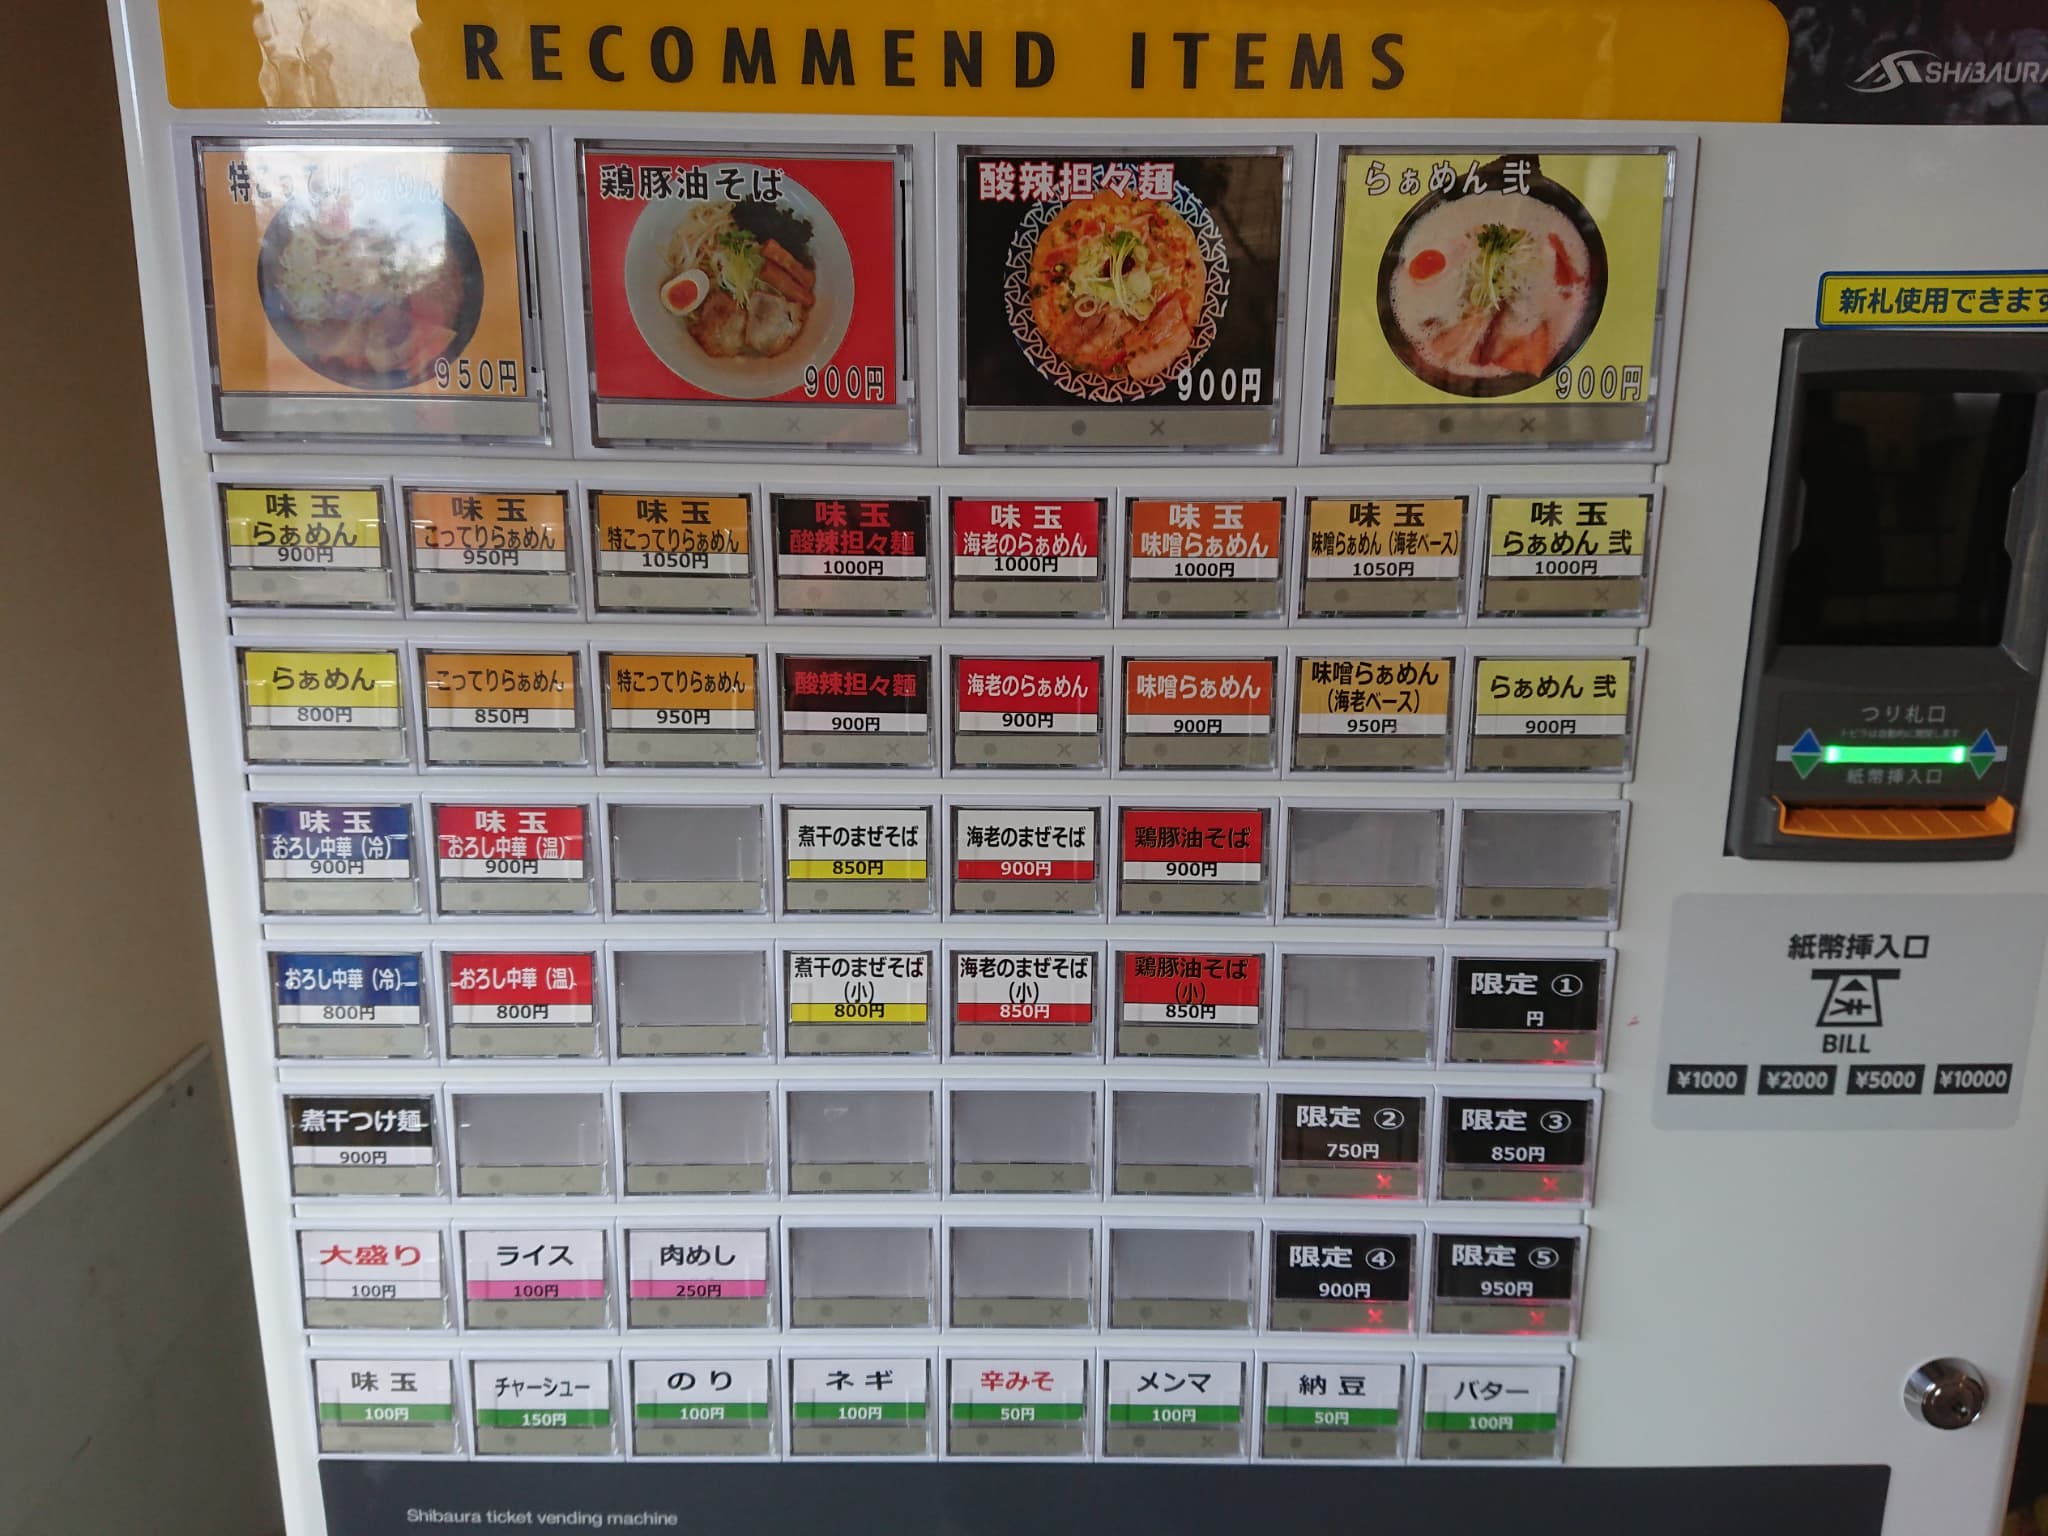 RECOMMEND ITEMS
SHiBAURA
特こってりらぁめん
950円
鶏豚油そば
900円
酸辣担々麺
900円
らぁめん 弐
900円
新札使用できます
味 玉
らぁめん
900円
味 玉
こってりらぁめん
950円
味 玉
特こってりらぁめん
1050円
味 玉
酸辣担々麺
1000円
味 玉
海老のらぁめん
1000円
味 玉
味噌らぁめん
1000円
味 玉
味噌らぁめん（海老ベース）
1050円
味 玉
らぁめん 弐
1000円
らぁめん
800円
こってりらぁめん
850円
特こってりらぁめん
950円
酸辣担々麺
900円
海老のらぁめん
900円
味噌らぁめん
900円
味噌らぁめん
（海老ベース）
950円
らぁめん 弐
900円
つり札口
トビラは自動的に開閉します
紙幣挿入口
味 玉
おろし中華（冷）
900円
味 玉
おろし中華（温）
900円
煮干のまぜそば
850円
海老のまぜそば
900円
鶏豚油そば
900円
おろし中華（冷）
800円
おろし中華（温）
800円
煮干のまぜそば
（小）
800円
海老のまぜそば
（小）
850円
鶏豚油そば
（小）
850円
限定 ①
円
紙幣挿入口
BILL
¥1000 ¥2000 ¥5000 ¥10000
煮干つけ麺
900円
限定 ②
750円
限定 ③
850円
大盛り
100円
ライス
100円
肉めし
250円
限定 ④
900円
限定 ⑤
950円
味 玉
100円
チャーシュー
150円
のり
100円
ネギ
100円
辛みそ
50円
メンマ
100円
納豆
50円
バター
100円
Shibaura ticket vending machine